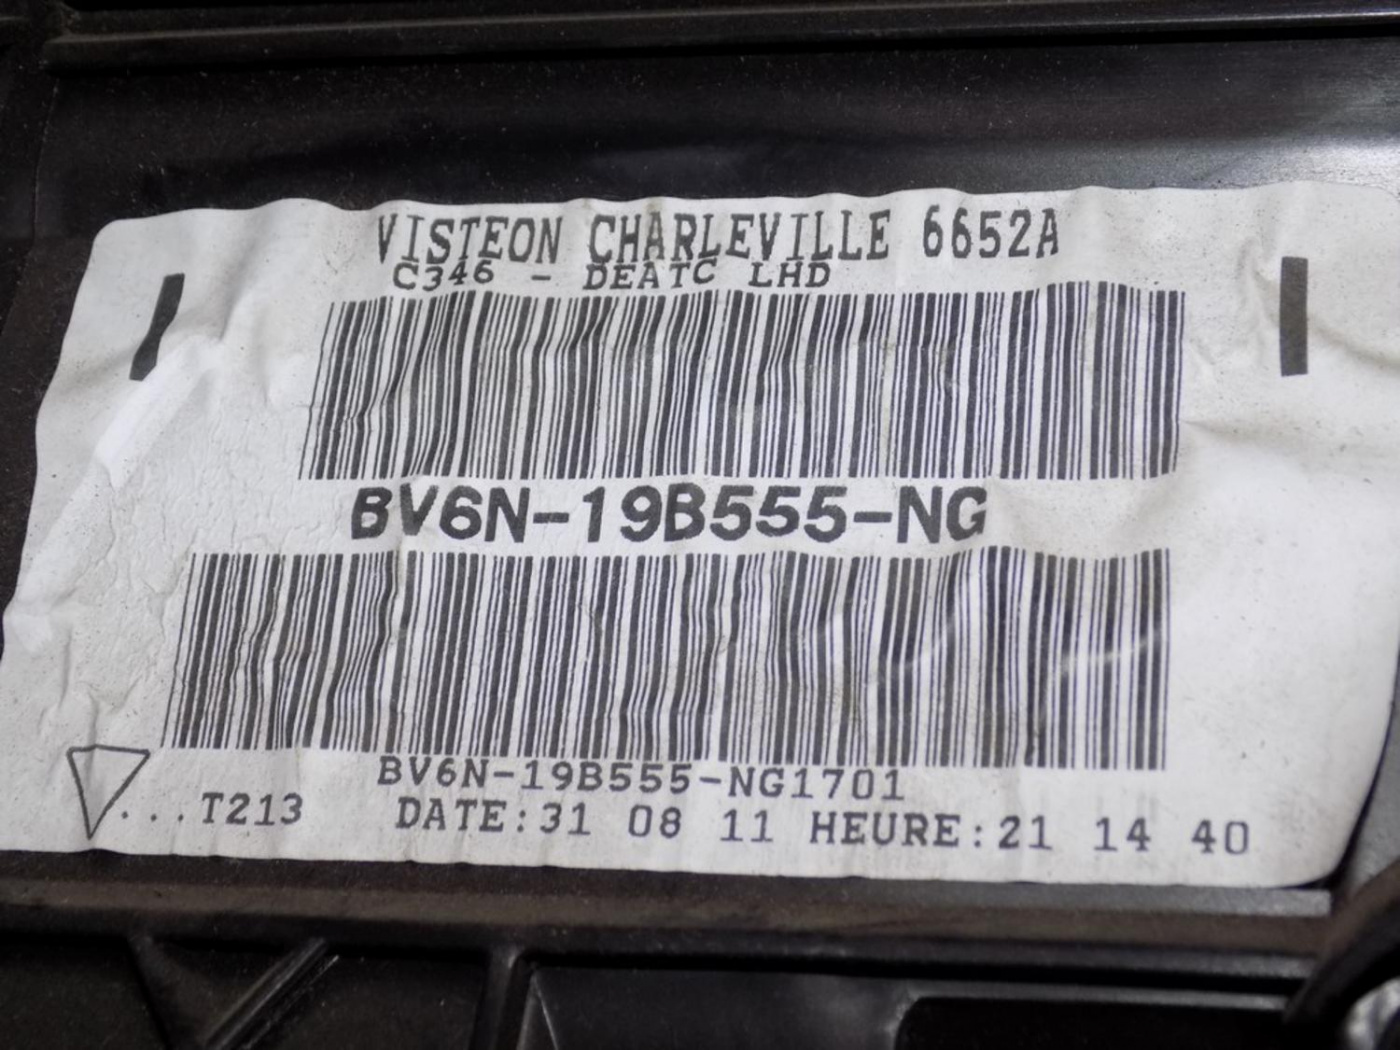 VISTEON CHARLEVILLE 6652A
C346 - DEATC LHD
BV6N-19B555-NG
BV6N-19B555-NG1701
...T213 DATE:31 08 11 HEURE:21 14 40